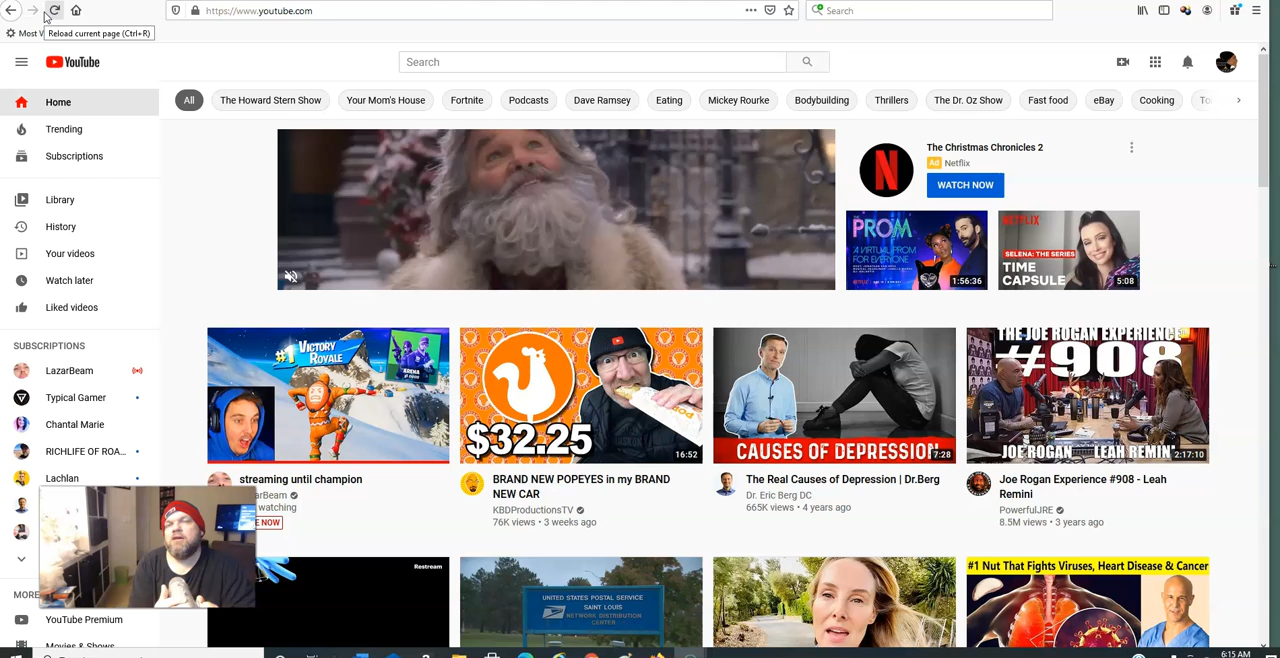 https://www.youtube.com
Search
Most V
Reload current page (Ctrl+R)
YouTube
Search
Home
Trending
Subscriptions
Library
History
Your videos
Watch later
Liked videos
SUBSCRIPTIONS
LazarBeam
Typical Gamer
Chantal Marie
RICHLIFE OF ROA...
Lachlan
MORE
YouTube Premium
Movies & Shows
All
The Howard Stern Show
Your Mom's House
Fortnite
Podcasts
Dave Ramsey
Eating
Mickey Rourke
Bodybuilding
Thrillers
The Dr. Oz Show
Fast food
eBay
Cooking
The Christmas Chronicles 2
Ad Netflix
WATCH NOW
PROM
A VIRTUAL PROM
FOR EVERYONE
1:56:36
NETFLIX
SELENA: THE SERIES
TIME
CAPSULE
5:08
#1 VICTORY
ROYALE
ARENA
streaming until champion
arBeam
watching
E NOW
$32.25
16:52
BRAND NEW POPEYES in my BRAND
NEW CAR
KBDProductionsTV
76K views • 3 weeks ago
CAUSES OF DEPRESSION
7:28
The Real Causes of Depression | Dr.Berg
Dr. Eric Berg DC
665K views • 4 years ago
THE JOE ROGAN EXPERIENCE
#908
JOE ROGAN LEAH REMIN
2:17:10
Joe Rogan Experience #908 - Leah
Remini
PowerfulJRE
8.5M views • 3 years ago
Restream
UNITED STATES POSTAL SERVICE
SAINT LOUIS
NETWORK DISTRIBUTION
CENTER
#1 Nut That Fights Viruses, Heart Disease & Cancer
6:15 AM